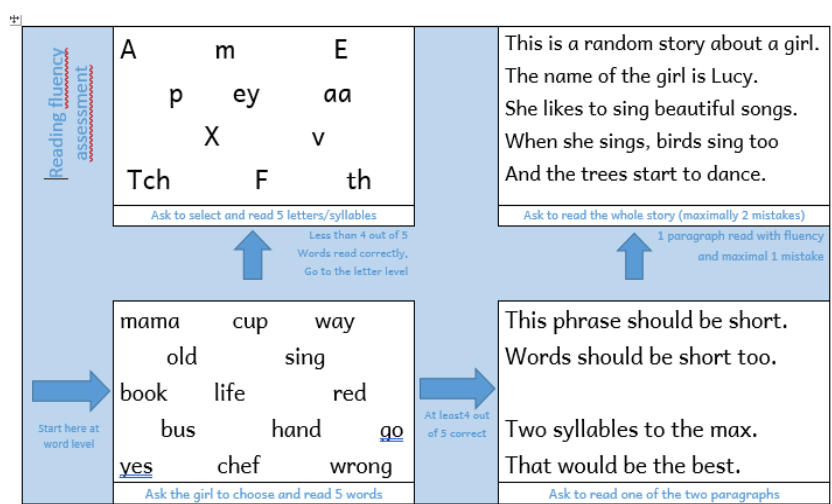 Reading fluency
assessment
A m E
p ey aa
X v
Tch F th
Ask to select and read 5 letters/syllables
This is a random story about a girl.
The name of the girl is Lucy.
She likes to sing beautiful songs.
When she sings, birds sing too
And the trees start to dance.
Ask to read the whole story (maximally 2 mistakes)
Less than 4 out of 5
Words read correctly,
Go to the letter level
1 paragraph read with fluency
and maximal 1 mistake
Start here at
word level
mama cup way
old sing
book life red
bus hand go
yes chef wrong
Ask the girl to choose and read 5 words
At least4 out
of 5 correct
This phrase should be short.
Words should be short too.
Two syllables to the max.
That would be the best.
Ask to read one of the two paragraphs